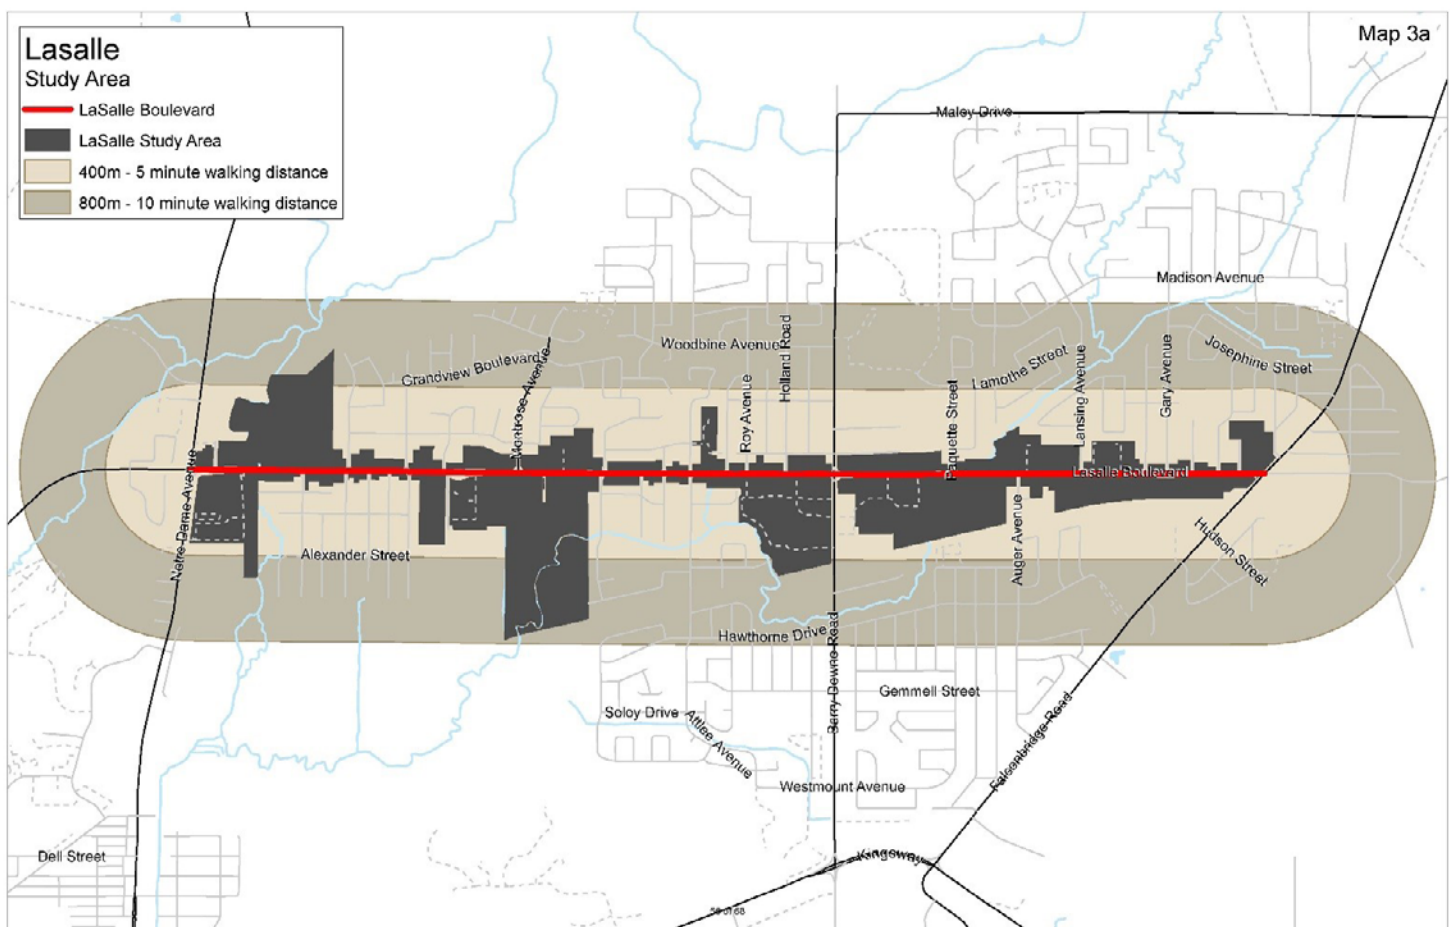 Lasalle
Study Area
LaSalle Boulevard
LaSalle Study Area
400m - 5 minute walking distance
800m - 10 minute walking distance
Map 3a
Maley Drive
Madison Avenue
Woodbine Avenue
Holland Road
Grandview Boulevard
Montrose Avenue
Roy Avenue
Paquette Street
Lamothe Street
Lansing Avenue
Gary Avenue
Josephine Street
Lasalle Boulevard
Notre Dame Avenue
Alexander Street
Auger Avenue
Hudson Street
Hawthorne Drive
Barry Downe Road
Gemmell Street
Soloy Drive
Attlee Avenue
Falconbridge Road
Westmount Avenue
Dell Street
Kingsway